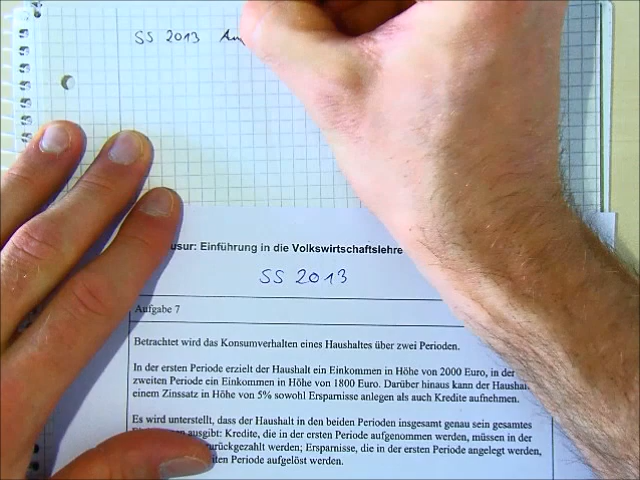 SS 2013
usur: Einführung in die Volkswirtschaftslehre
SS 2013
Aufgabe 7
Betrachtet wird das Konsumverhalten eines Haushaltes über zwei Perioden.
In der ersten Periode erzielt der Haushalt ein Einkommen in Höhe von 2000 Euro, in der
zweiten Periode ein Einkommen in Höhe von 1800 Euro. Darüber hinaus kann der Haushal
einem Zinssatz in Höhe von 5% sowohl Ersparnisse anlegen als auch Kredite aufnehmen.
Es wird unterstellt, dass der Haushalt in den beiden Perioden insgesamt genau sein gesamtes
ausgibt: Kredite, die in der ersten Periode aufgenommen werden, müssen in der
urückgezahlt werden; Ersparnisse, die in der ersten Periode angelegt werden,
iten Periode aufgelöst werden.